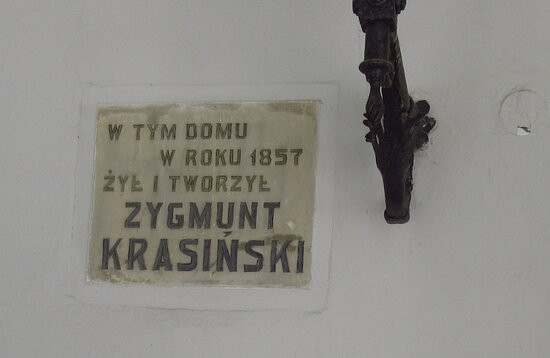 W TYM DOMU
W ROKU 1857
ŻYŁ I TWORZYŁ
ZYGMUNT
KRASIŃSKI